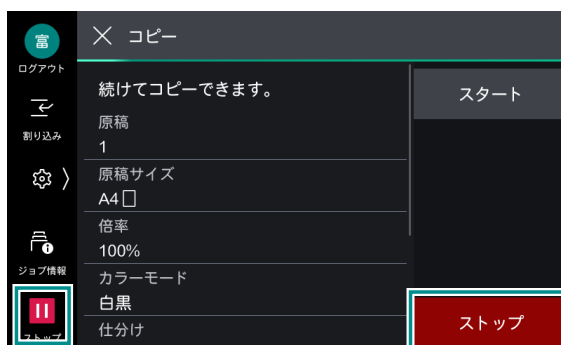 富
ログアウト
割り込み
ジョブ情報
ストップ
コピー
続けてコピーできます。
原稿
1
原稿サイズ
A4
倍率
100%
カラーモード
白黒
仕分け
スタート
ストップ